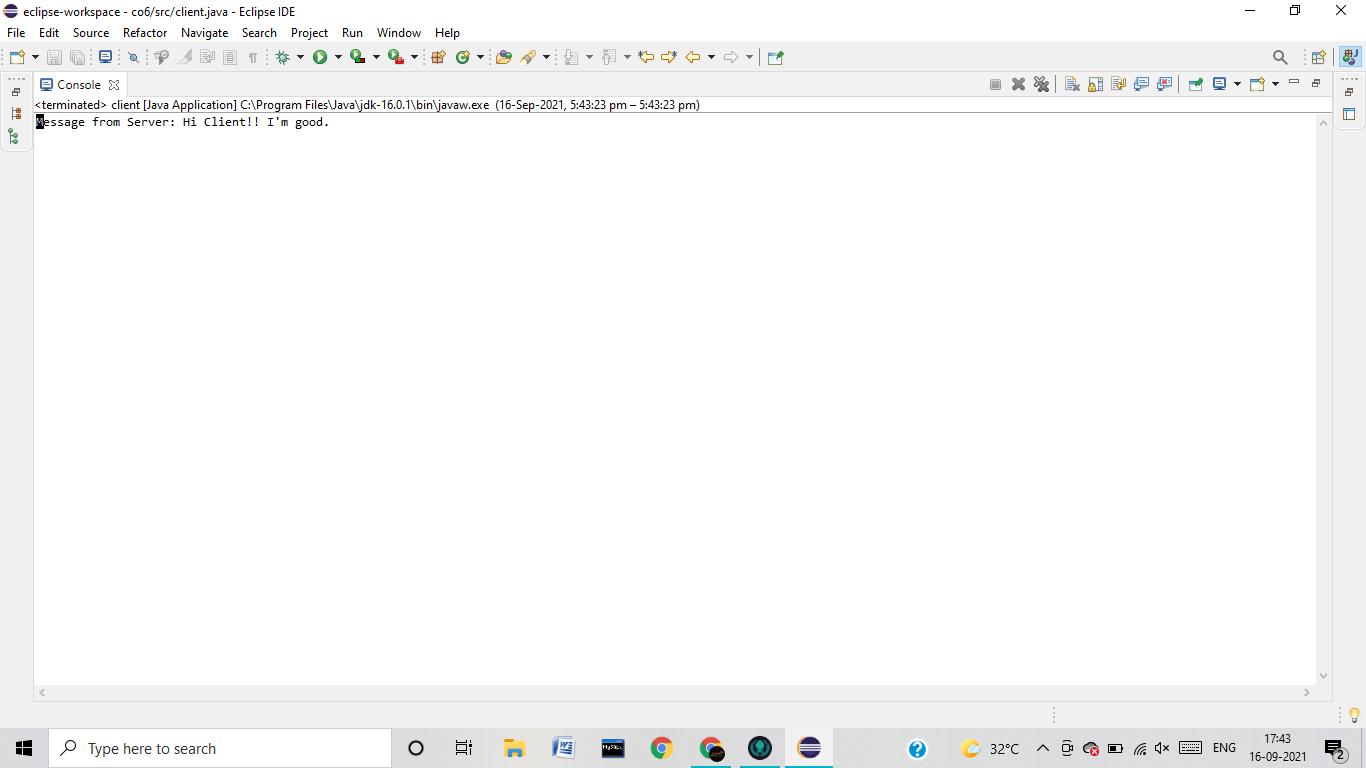 eclipse-workspace - co6/src/client.java - Eclipse IDE
File Edit Source Refactor Navigate Search Project Run Window Help
Console
<terminated> client [Java Application] C:\Program Files\Java\jdk-16.0.1\bin\javaw.exe (16-Sep-2021, 5:43:23 pm – 5:43:23 pm)
Message from Server: Hi Client!! I'm good.
Type here to search
MySQL
32°C
ENG
17:43
16-09-2021
2